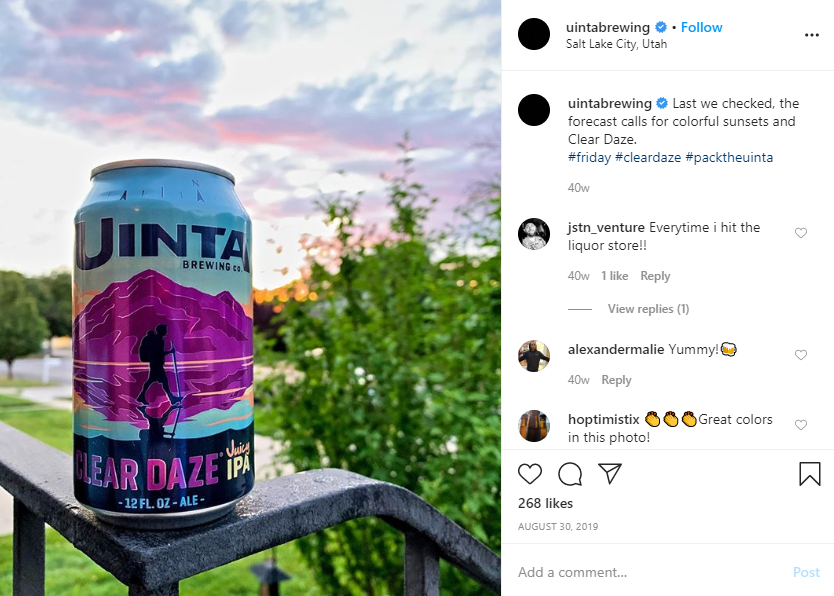 UINTA
BREWING CO.
CLEAR DAZE
Juicy
IPA
- 12 FL. OZ - ALE -
uintabrewing • Follow
Salt Lake City, Utah
uintabrewing Last we checked, the
forecast calls for colorful sunsets and
Clear Daze.
#friday #cleardaze #packtheuinta
40w
jstn_venture Everytime i hit the
liquor store!!
40w 1 like Reply
View replies (1)
alexandermalie Yummy!🍻
40w Reply
hoptimistix 👏👏👏Great colors
in this photo!
268 likes
AUGUST 30, 2019
Add a comment... Post